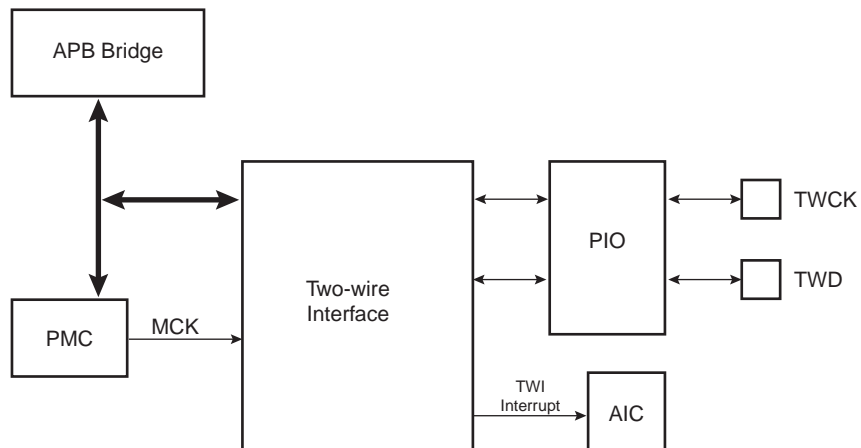 APB Bridge
PMC
MCK
Two-wire
Interface
PIO
TWCK
TWD
TWI
Interrupt
AIC